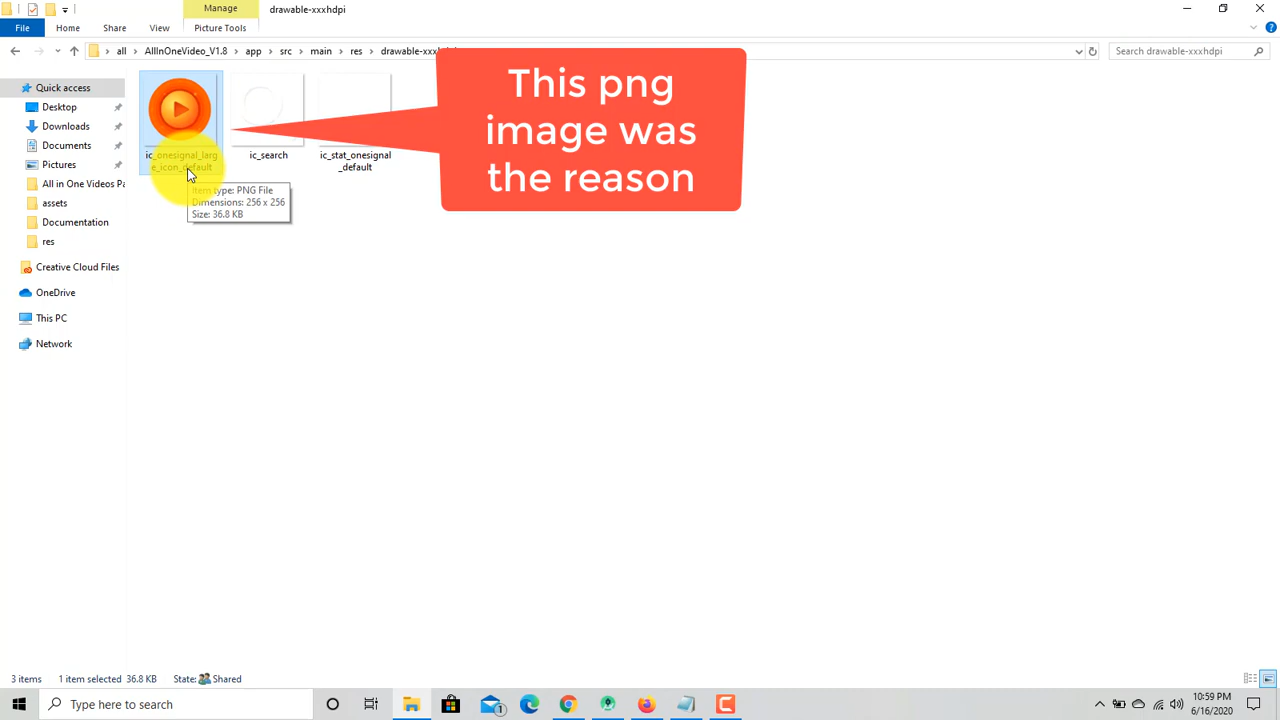 Manage
drawable-xxxhdpi
File
Home
Share
View
Picture Tools
all
AllInOneVideo_V1.8
app
src
main
res
Search drawable-xxxhdpi
This png
image was
the reason
Quick access
Desktop
Downloads
Documents
Pictures
All in One Videos Pa
assets
Documentation
res
Creative Cloud Files
OneDrive
This PC
Network
ic_onesignal_larg
e_icon_default
ic_search
ic_stat_onesignal
_default
Item type: PNG File
Dimensions: 256 x 256
Size: 36.8 KB
3 items
1 item selected 36.8 KB
State: Shared
Type here to search
1
10:59 PM
6/16/2020